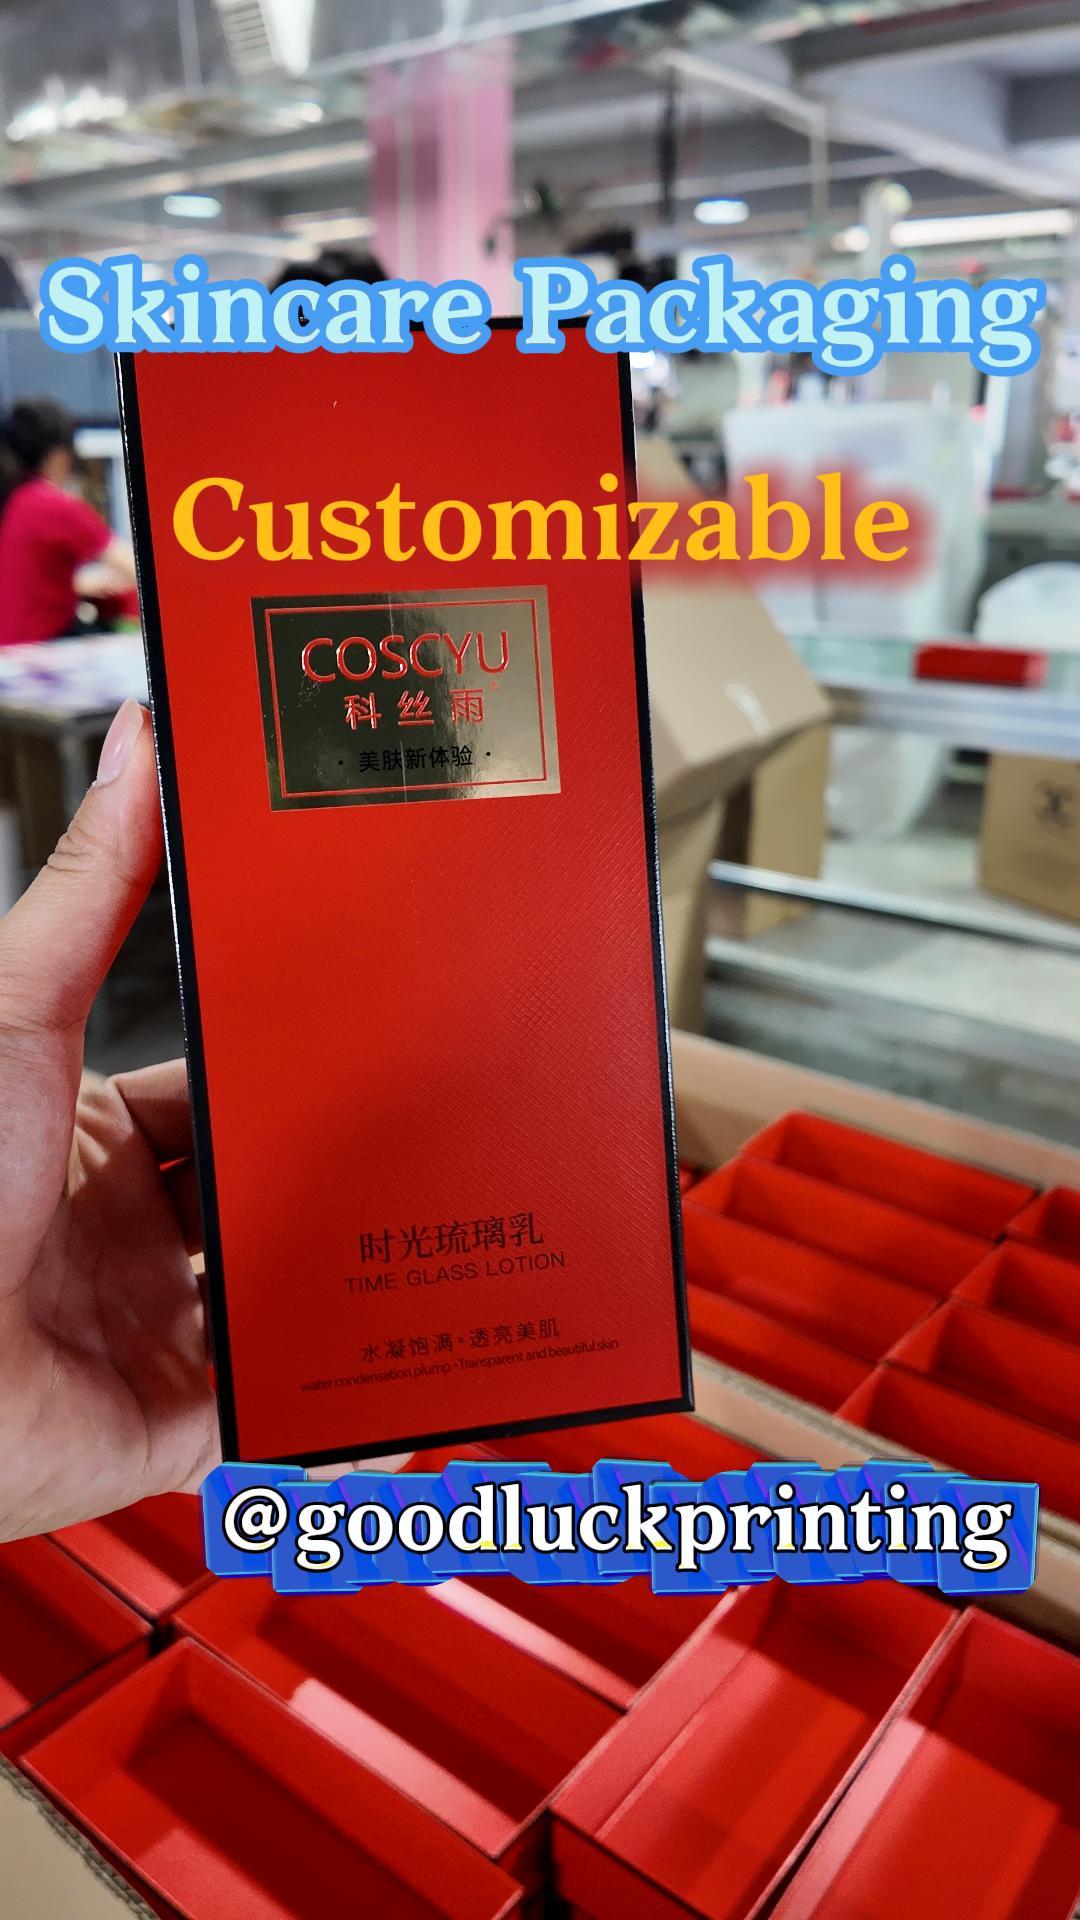 Skincare Packaging
Customizable
COSCYU
科丝雨®
·美肤新体验·
时光琉璃乳
TIME GLASS LOTION
水凝饱满·透亮美肌
water condensation plump·Transparent and beautiful skin
@goodluckprinting